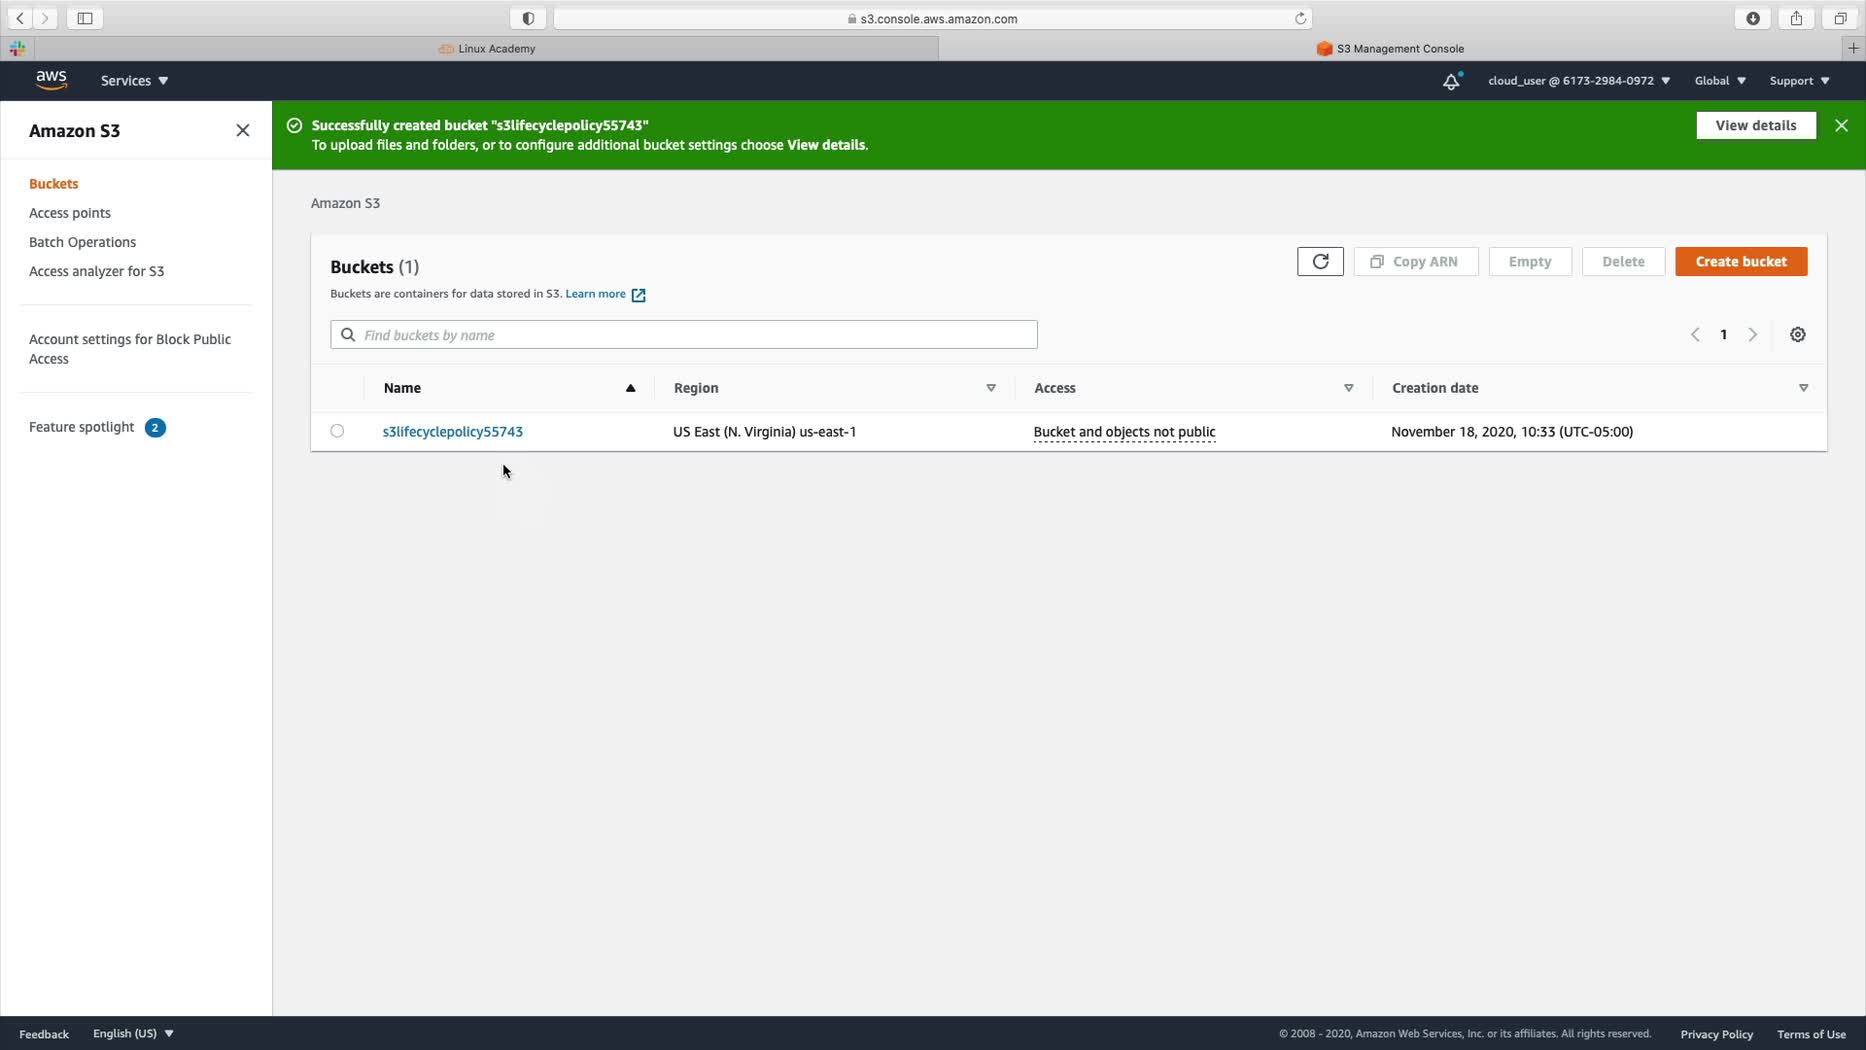 s3.console.aws.amazon.com
Linux Academy
S3 Management Console
aws
Services
cloud_user @ 6173-2984-0972
Global
Support
Amazon S3
Buckets
Access points
Batch Operations
Access analyzer for S3
Account settings for Block Public
Access
Feature spotlight 2
Successfully created bucket "s3lifecyclepolicy55743"
To upload files and folders, or to configure additional bucket settings choose View details.
View details
Amazon S3
Buckets (1)
Buckets are containers for data stored in S3. Learn more
Copy ARN
Empty
Delete
Create bucket
Find buckets by name
1
Name
Region
Access
Creation date
s3lifecyclepolicy55743
US East (N. Virginia) us-east-1
Bucket and objects not public
November 18, 2020, 10:33 (UTC-05:00)
Feedback
English (US)
© 2008 - 2020, Amazon Web Services, Inc. or its affiliates. All rights reserved.
Privacy Policy
Terms of Use